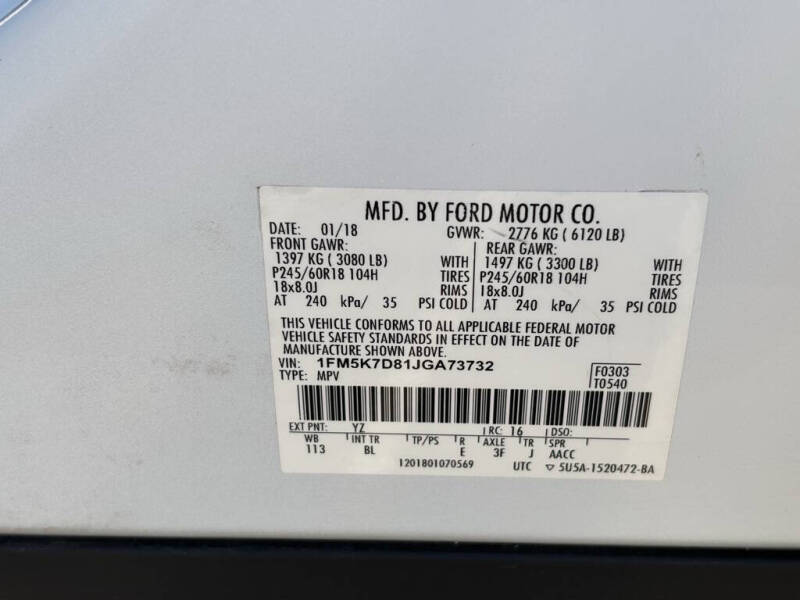 MFD. BY FORD MOTOR CO.
DATE: 01/18 GVWR: 2776 KG ( 6120 LB)
FRONT GAWR: REAR GAWR:
1397 KG ( 3080 LB) WITH 1497 KG ( 3300 LB) WITH
P245/60R18 104H TIRES P245/60R18 104H TIRES
18x8.0J RIMS 18x8.0J RIMS
AT 240 kPa/ 35 PSI COLD AT 240 kPa/ 35 PSI COLD
THIS VEHICLE CONFORMS TO ALL APPLICABLE FEDERAL MOTOR
VEHICLE SAFETY STANDARDS IN EFFECT ON THE DATE OF
MANUFACTURE SHOWN ABOVE.
VIN: 1FM5K7D81JGA73732 F0303
TYPE: MPV T0540
EXT PNT: YZ RC: 16 DSO:
WB INT TR TP/PS R AXLE TR SPR
113 BL E 3F J AACC
1201801070569 UTC ▽ 5U5A-1520472-BA